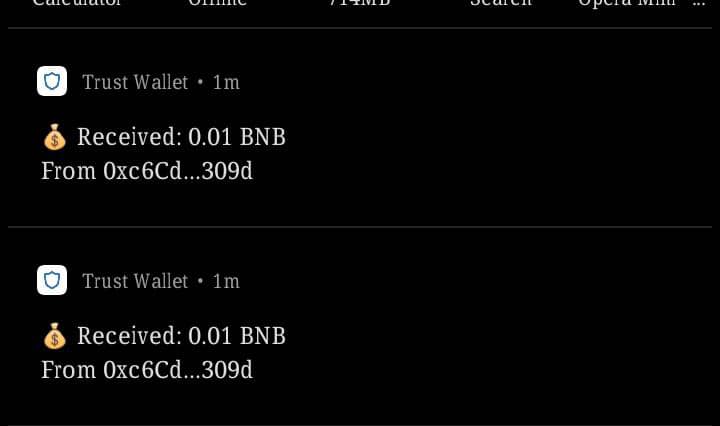 Calculator Offline 714MB Search Opera Mini ...
Trust Wallet • 1m
💰 Received: 0.01 BNB
From 0xc6Cd...309d
Trust Wallet • 1m
💰 Received: 0.01 BNB
From 0xc6Cd...309d